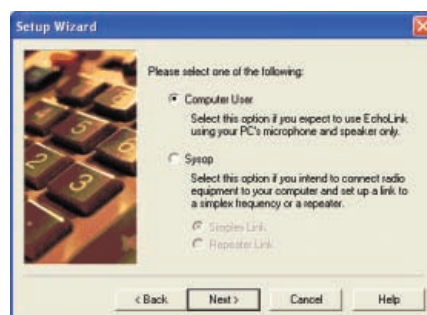 Setup Wizard
Please select one of the following:
Computer User
Select this option if you expect to use EchoLink
using your PC's microphone and speaker only.
Sysop
Select this option if you intend to connect radio
equipment to your computer and set up a link to
a simplex frequency or a repeater.
Simplex Link
Repeater Link
< Back
Next >
Cancel
Help